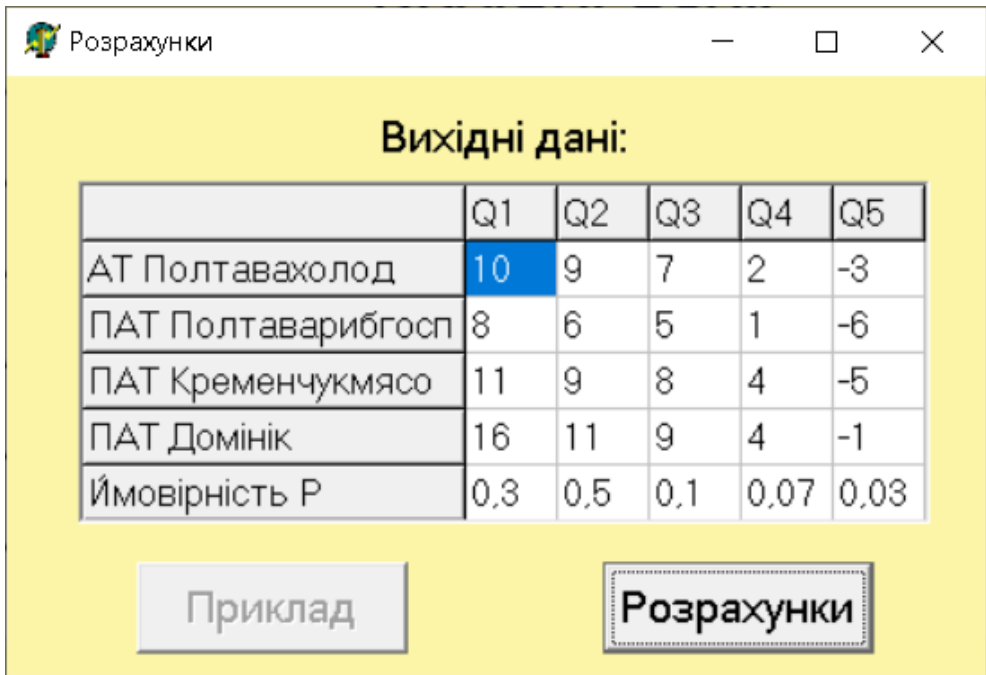 Розрахунки
Вихідні дані:
Q1 Q2 Q3 Q4 Q5
АТ Полтавахолод 10 9 7 2 -3
ПАТ Полтаварибгосп 8 6 5 1 -6
ПАТ Кременчукмясо 11 9 8 4 -5
ПАТ Домінік 16 11 9 4 -1
Ймовірність Р 0,3 0,5 0,1 0,07 0,03
Приклад Розрахунки